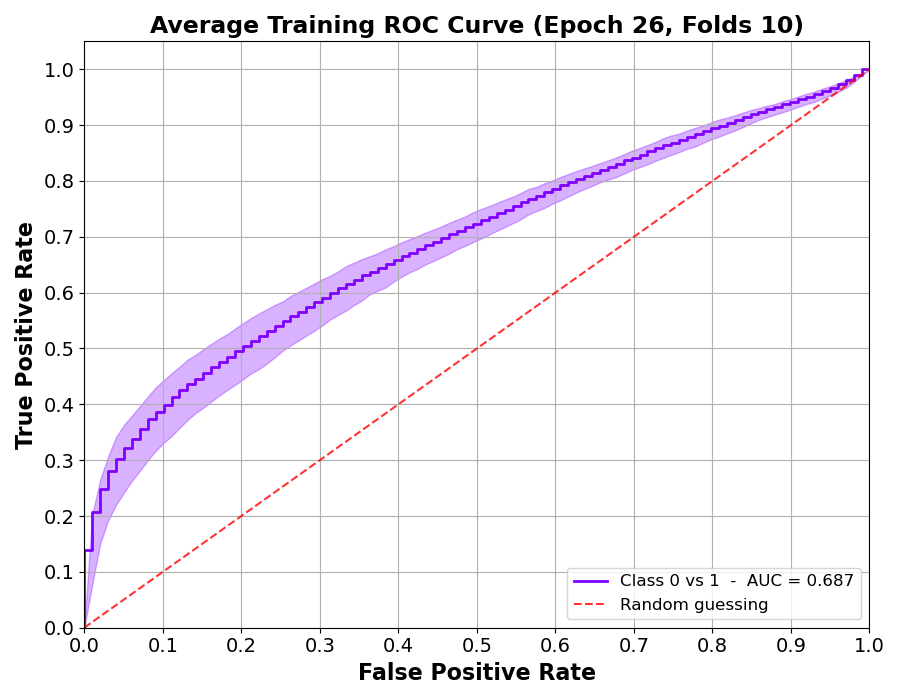 Average Training ROC Curve (Epoch 26, Folds 10)
True Positive Rate
1.0
0.9
0.8
0.7
0.6
0.5
0.4
0.3
0.2
0.1
0.0
Class 0 vs 1 - AUC = 0.687
Random guessing
0.0 0.1 0.2 0.3 0.4 0.5 0.6 0.7 0.8 0.9 1.0
False Positive Rate